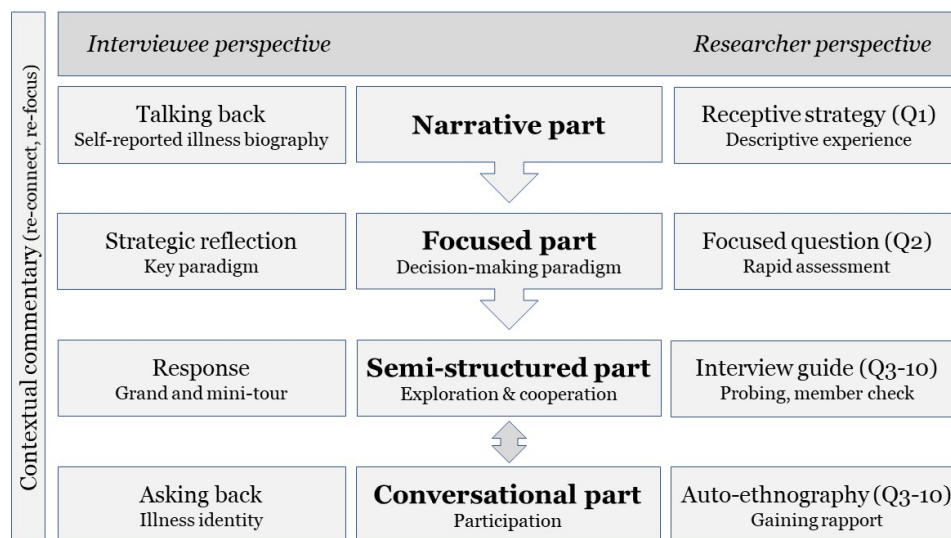 Contextual commentary (re-connect, re-focus)
Interviewee perspective
Researcher perspective
Talking back
Self-reported illness biography
Narrative part
Receptive strategy (Q1)
Descriptive experience
Strategic reflection
Key paradigm
Focused part
Decision-making paradigm
Focused question (Q2)
Rapid assessment
Response
Grand and mini-tour
Semi-structured part
Exploration & cooperation
Interview guide (Q3-10)
Probing, member check
Asking back
Illness identity
Conversational part
Participation
Auto-ethnography (Q3-10)
Gaining rapport